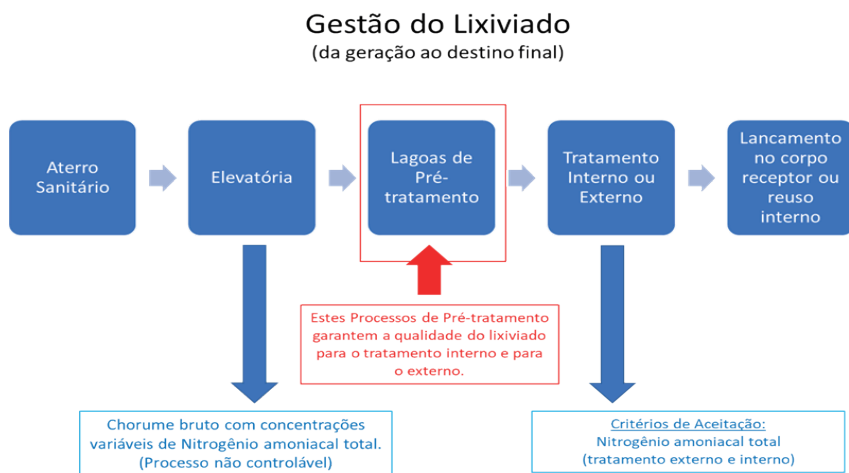 Gestão do Lixiviado
(da geração ao destino final)
Aterro
Sanitário
Elevatória
Lagoas de
Pré-
tratamento
Tratamento
Interno ou
Externo
Lancamento
no corpo
receptor ou
reuso
interno
Estes Processos de Pré-tratamento
garantem a qualidade do lixiviado
para o tratamento interno e para
o externo.
Chorume bruto com concentrações
variáveis de Nitrogênio amoniacal total.
(Processo não controlável)
Critérios de Aceitação:
Nitrogênio amoniacal total
(tratamento externo e interno)